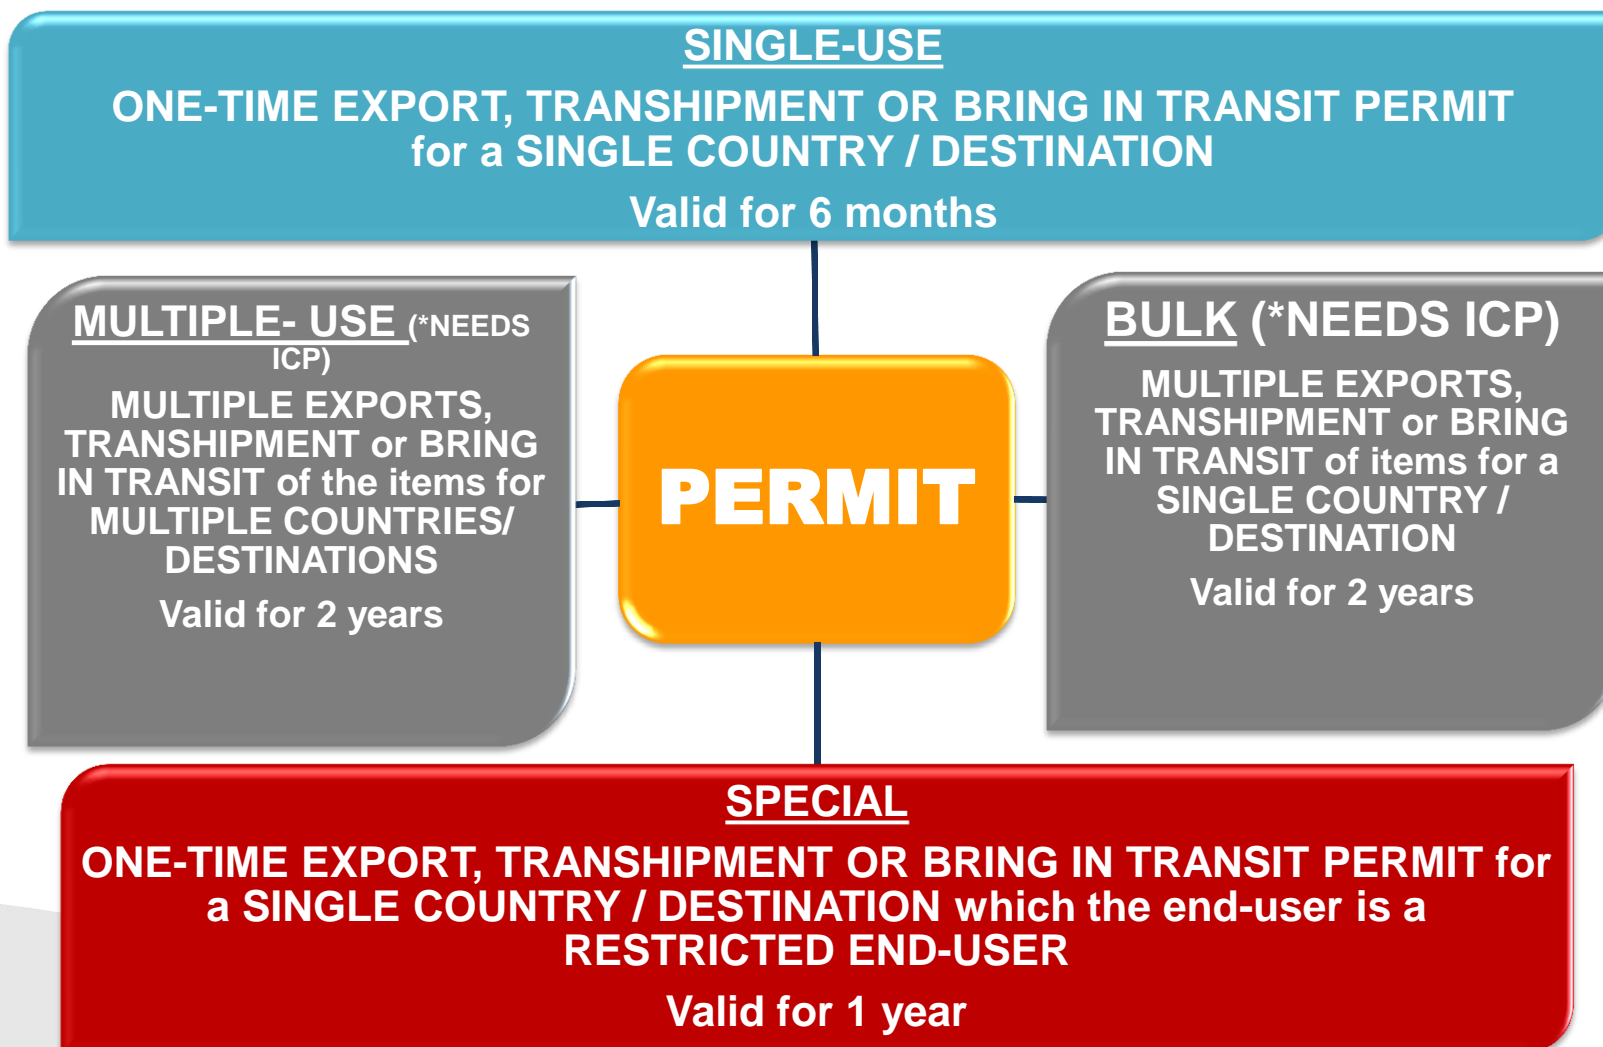 SINGLE-USE
ONE-TIME EXPORT, TRANSHIPMENT OR BRING IN TRANSIT PERMIT
for a SINGLE COUNTRY / DESTINATION
Valid for 6 months
MULTIPLE- USE (*NEEDS
ICP)
MULTIPLE EXPORTS,
TRANSHIPMENT or BRING
IN TRANSIT of the items for
MULTIPLE COUNTRIES/
DESTINATIONS
Valid for 2 years
PERMIT
BULK (*NEEDS ICP)
MULTIPLE EXPORTS,
TRANSHIPMENT or BRING
IN TRANSIT of items for a
SINGLE COUNTRY /
DESTINATION
Valid for 2 years
SPECIAL
ONE-TIME EXPORT, TRANSHIPMENT OR BRING IN TRANSIT PERMIT for
a SINGLE COUNTRY / DESTINATION which the end-user is a
RESTRICTED END-USER
Valid for 1 year